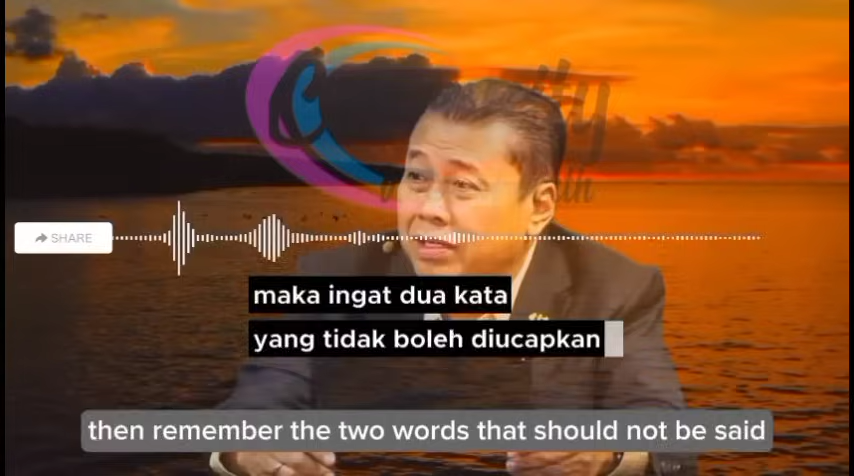 SHARE
maka ingat dua kata
yang tidak boleh diucapkan
then remember the two words that should not be said